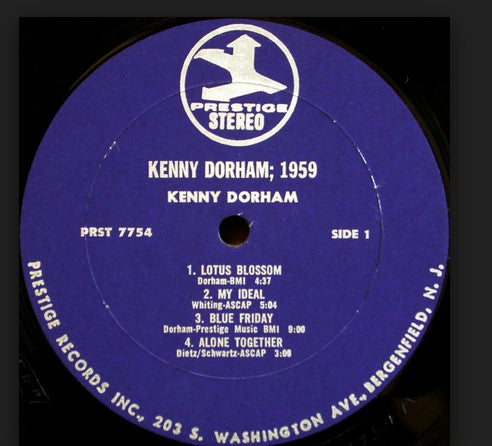 PRESTIGE
STEREO
KENNY DORHAM; 1959
KENNY DORHAM
PRST 7754
SIDE 1
1. LOTUS BLOSSOM
Dorham-BMI 4:37
2. MY IDEAL
Whiting-ASCAP 5:04
3. BLUE FRIDAY
Dorham-Prestige Music BMI 9:00
4. ALONE TOGETHER
Dietz/Schwartz-ASCAP 3:09
PRESTIGE RECORDS INC., 203 S. WASHINGTON AVE., BERGENFIELD, N. J.